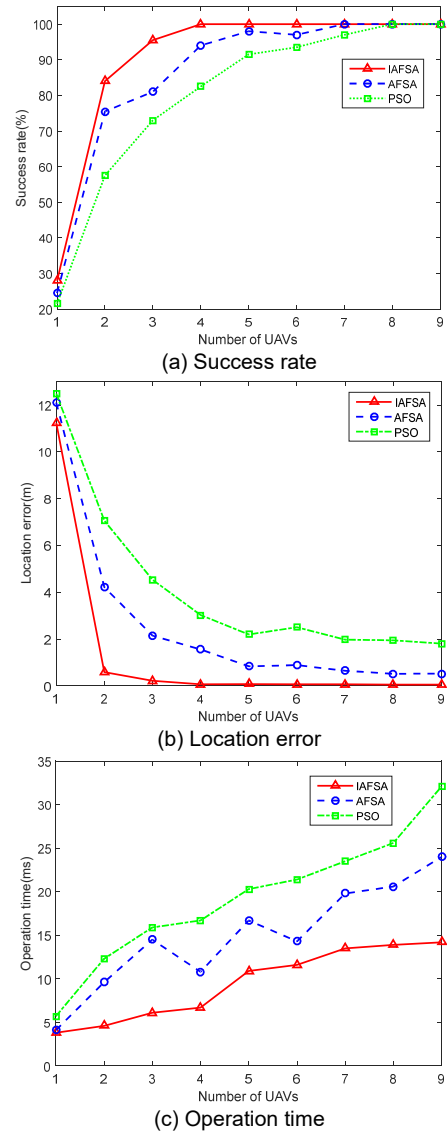 100
90
80
70
60
50
40
30
20
Success rate(%)
IAFSA
AFSA
PSO
1 2 3 4 5 6 7 8 9
Number of UAVs
(a) Success rate
12
10
8
6
4
2
0
Location error(m)
IAFSA
AFSA
PSO
1 2 3 4 5 6 7 8 9
Number of UAVs
(b) Location error
35
30
25
20
15
10
5
0
Operation time(ms)
IAFSA
AFSA
PSO
1 2 3 4 5 6 7 8 9
Number of UAVs
(c) Operation time